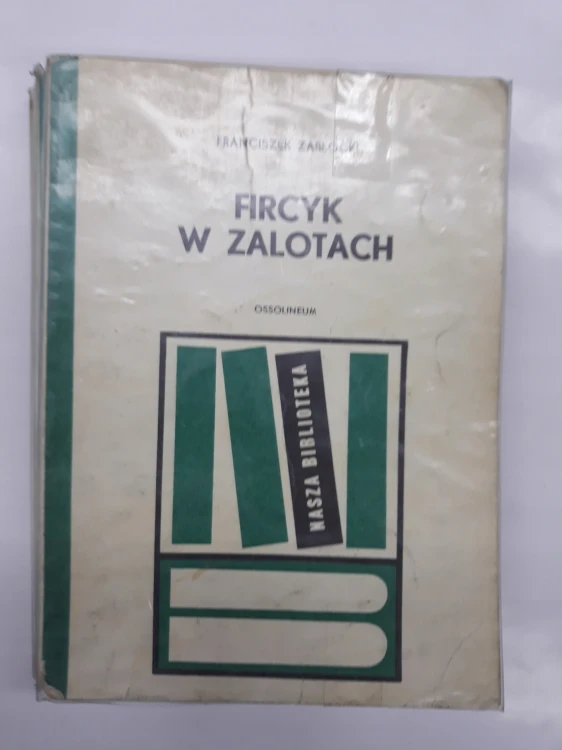 FRANCISZEK ZABŁOCKI
FIRCYK
W ZALOTACH
OSSOLINEUM
NASZA BIBLIOTEKA